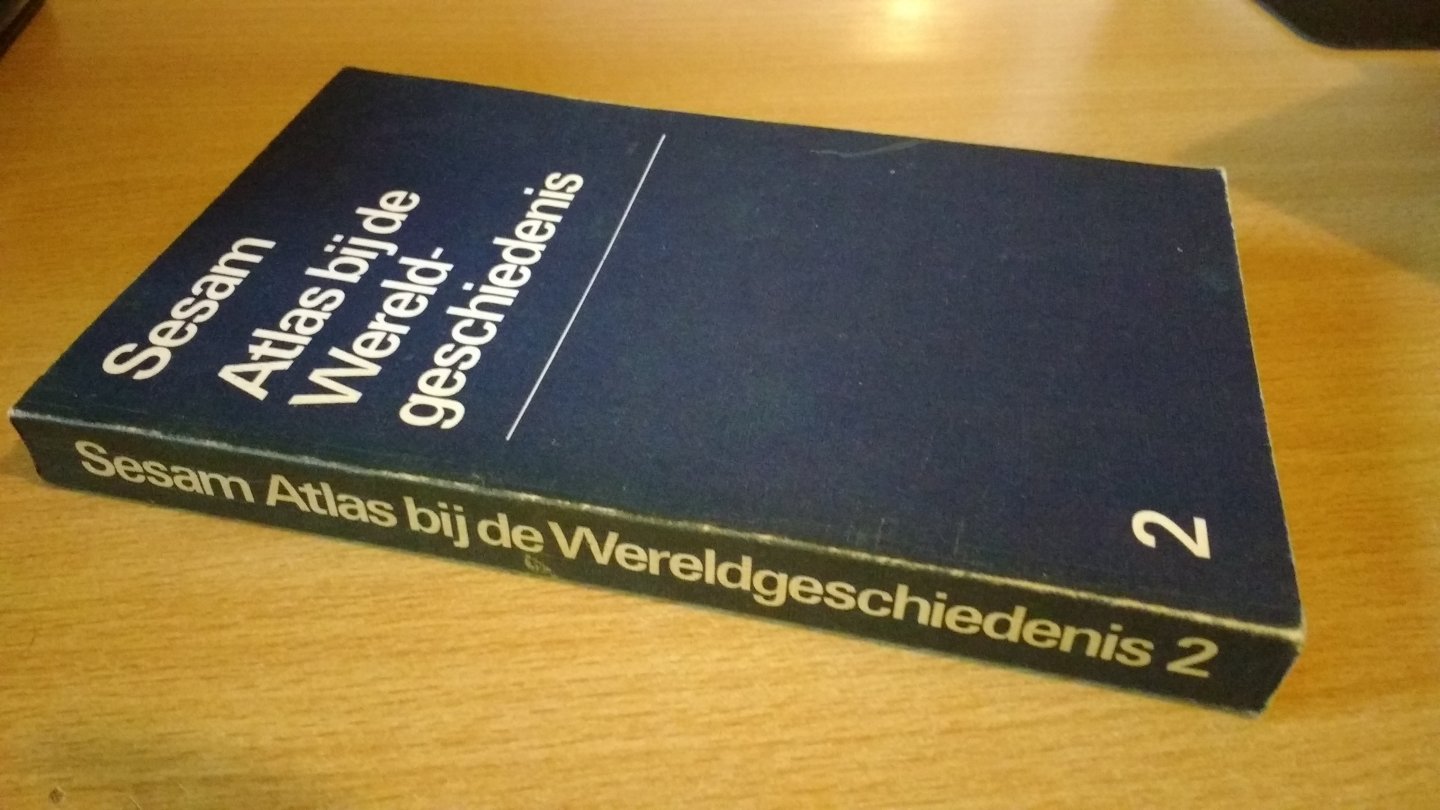 Sesam
Atlas bij de
Wereld-
geschiedenis
2
Sesam Atlas bij de Wereldgeschiedenis 2